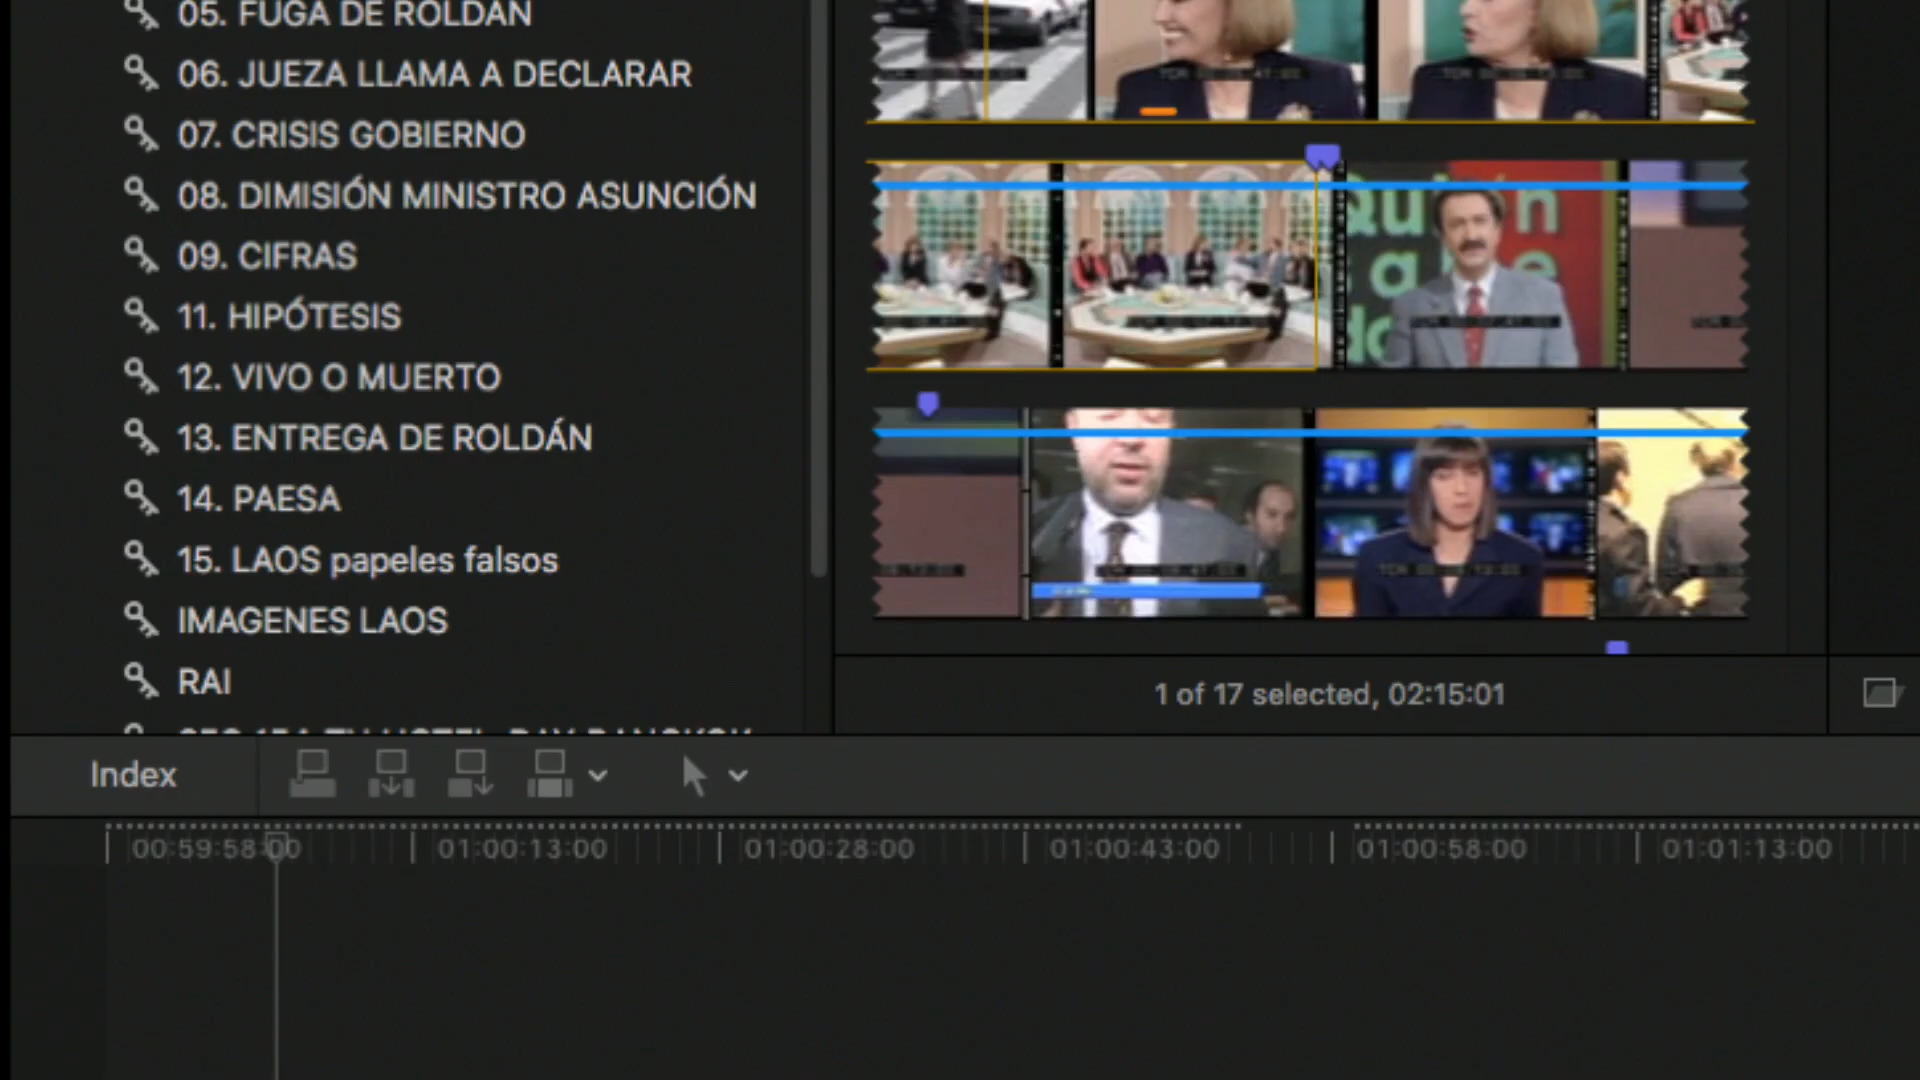 05. FUGA DE ROLDÁN
06. JUEZA LLAMA A DECLARAR
07. CRISIS GOBIERNO
08. DIMISIÓN MINISTRO ASUNCIÓN
09. CIFRAS
11. HIPÓTESIS
12. VIVO O MUERTO
13. ENTREGA DE ROLDÁN
14. PAESA
15. LAOS papeles falsos
IMAGENES LAOS
RAI
1 of 17 selected, 02:15:01
Index
00:59:58:00 01:00:13:00 01:00:28:00 01:00:43:00 01:00:58:00 01:01:13:00